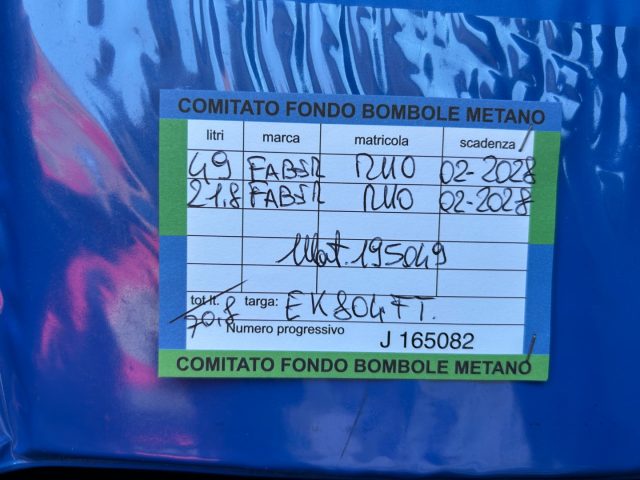 COMITATO FONDO BOMBOLE METANO
litri marca matricola scadenza
49 FABER RUO 02-2028
21,8 FABER RUO 02-2028
Mat. 195049
tot lt. 70,8 targa: EK804FT.
Numero progressivo J 165082
COMITATO FONDO BOMBOLE METANO